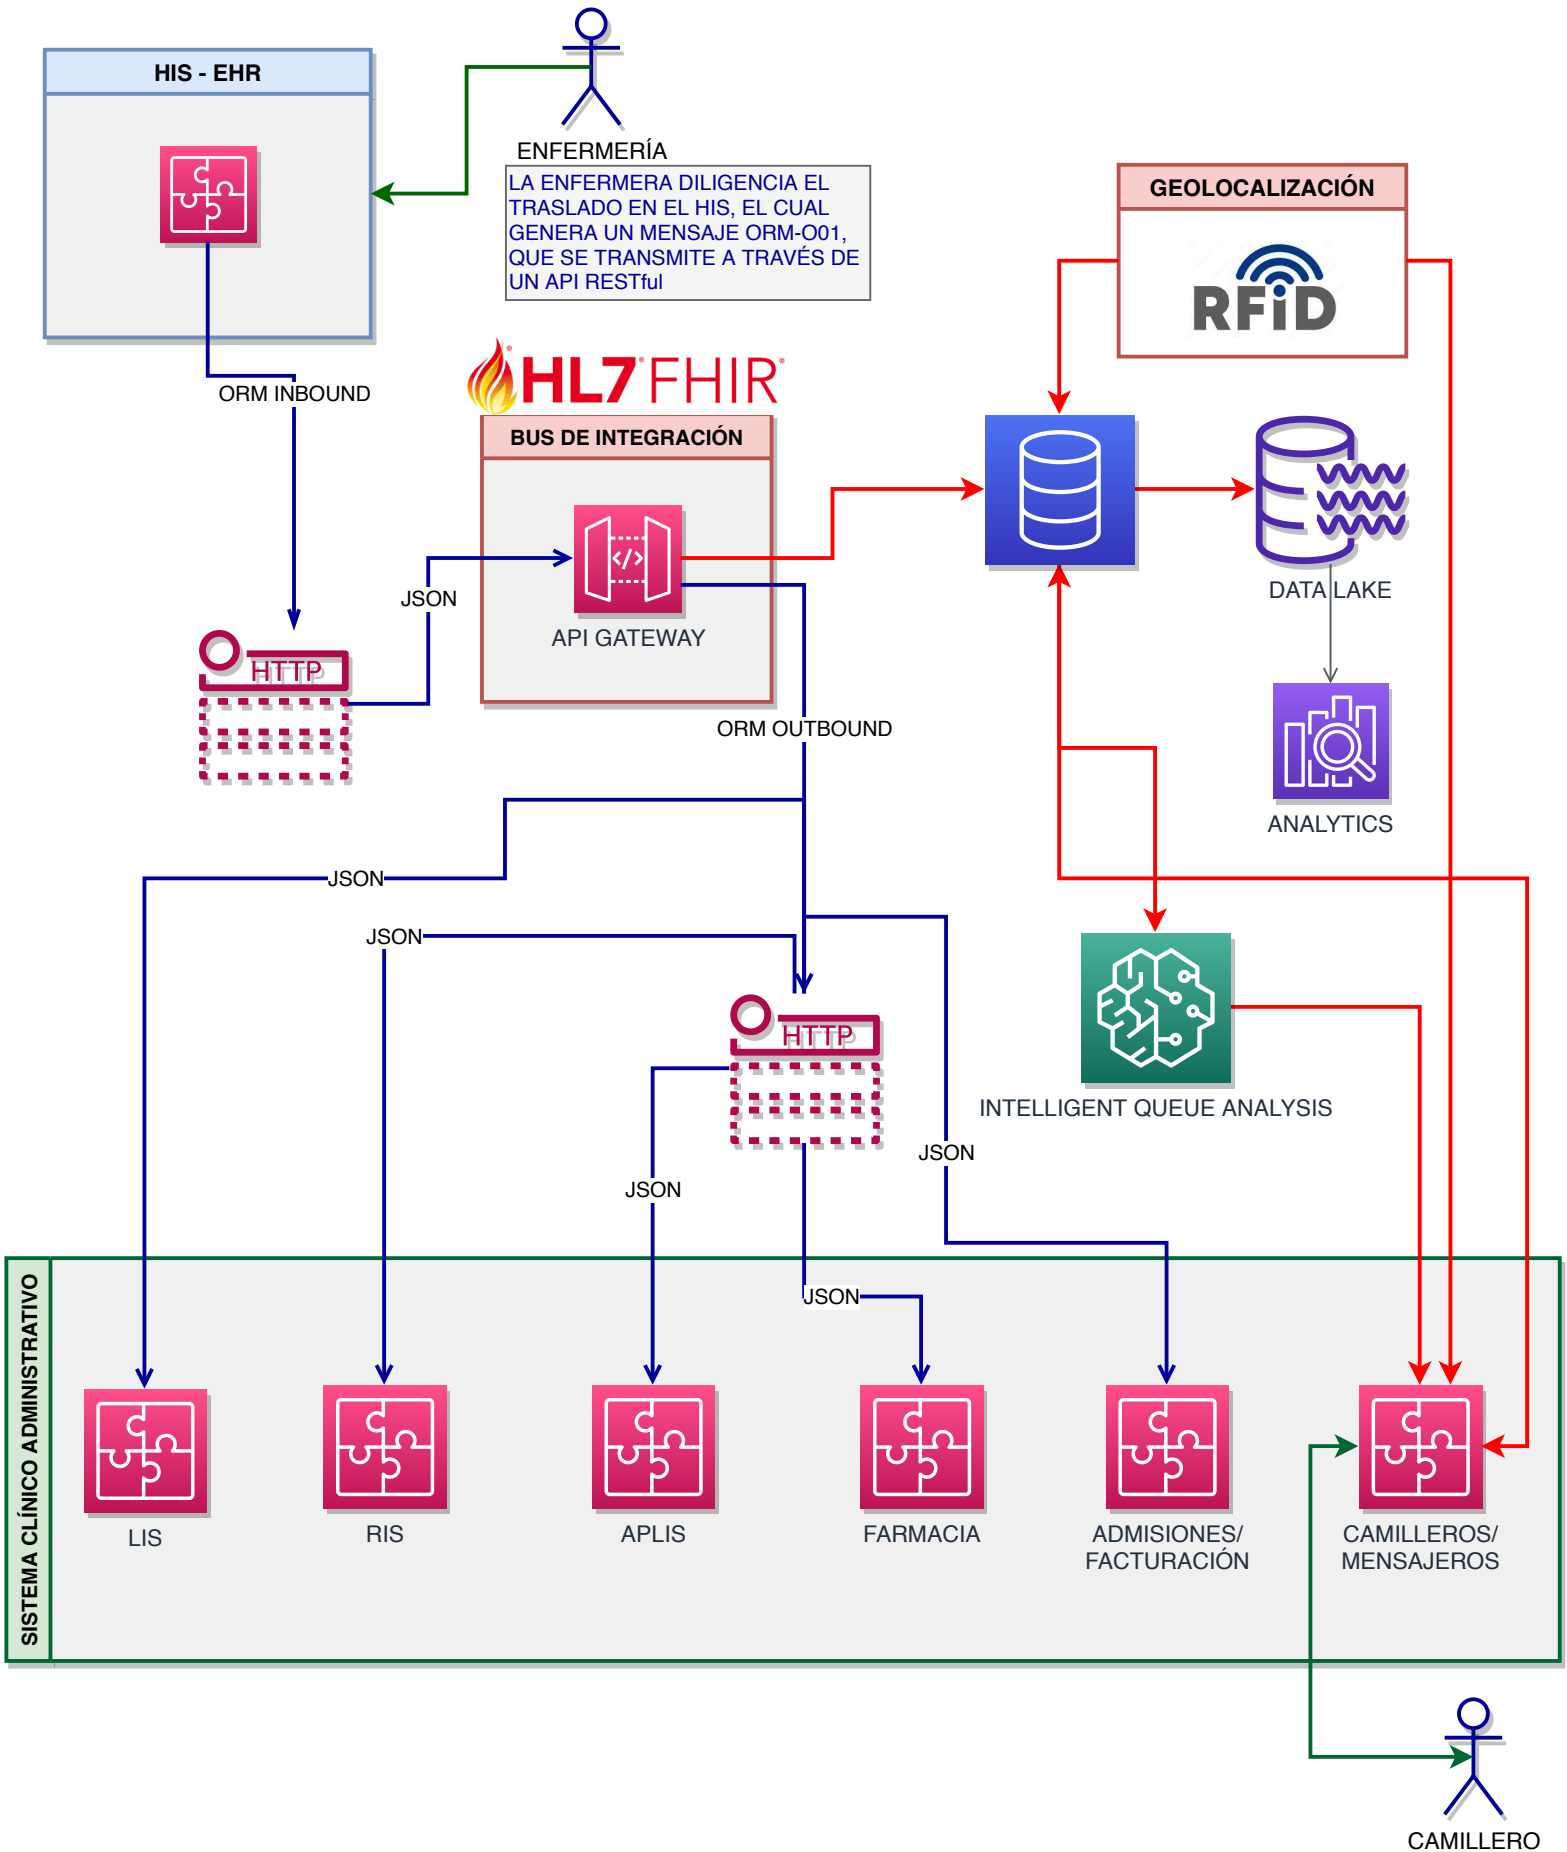 HIS - EHR
ENFERMERÍA
LA ENFERMERA DILIGENCIA EL
TRASLADO EN EL HIS, EL CUAL
GENERA UN MENSAJE ORM-O01,
QUE SE TRANSMITE A TRAVÉS DE
UN API RESTful
GEOLOCALIZACIÓN
RFiD
ORM INBOUND
HL7® FHIR®
BUS DE INTEGRACIÓN
</>
API GATEWAY
JSON
DATA LAKE
HTTP
ORM OUTBOUND
ANALYTICS
JSON
JSON
HTTP
INTELLIGENT QUEUE ANALYSIS
JSON
JSON
JSON
SISTEMA CLÍNICO ADMINISTRATIVO
LIS
RIS
APLIS
FARMACIA
ADMISIONES/
FACTURACIÓN
CAMILLEROS/
MENSAJEROS
CAMILLERO